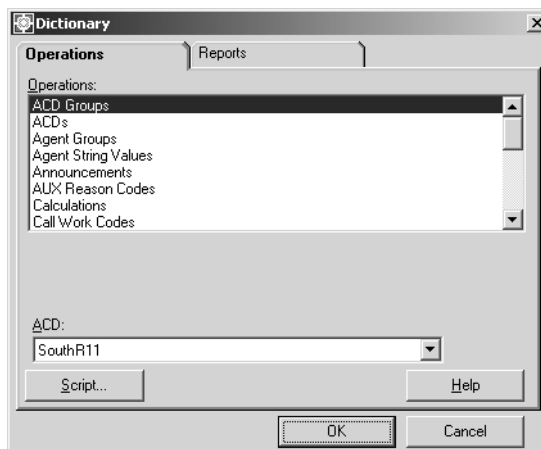 Dictionary
Operations
Reports
Operations:
ACD Groups
ACDs
Agent Groups
Agent String Values
Announcements
AUX Reason Codes
Calculations
Call Work Codes
ACD:
SouthR11
Script...
Help
OK
Cancel